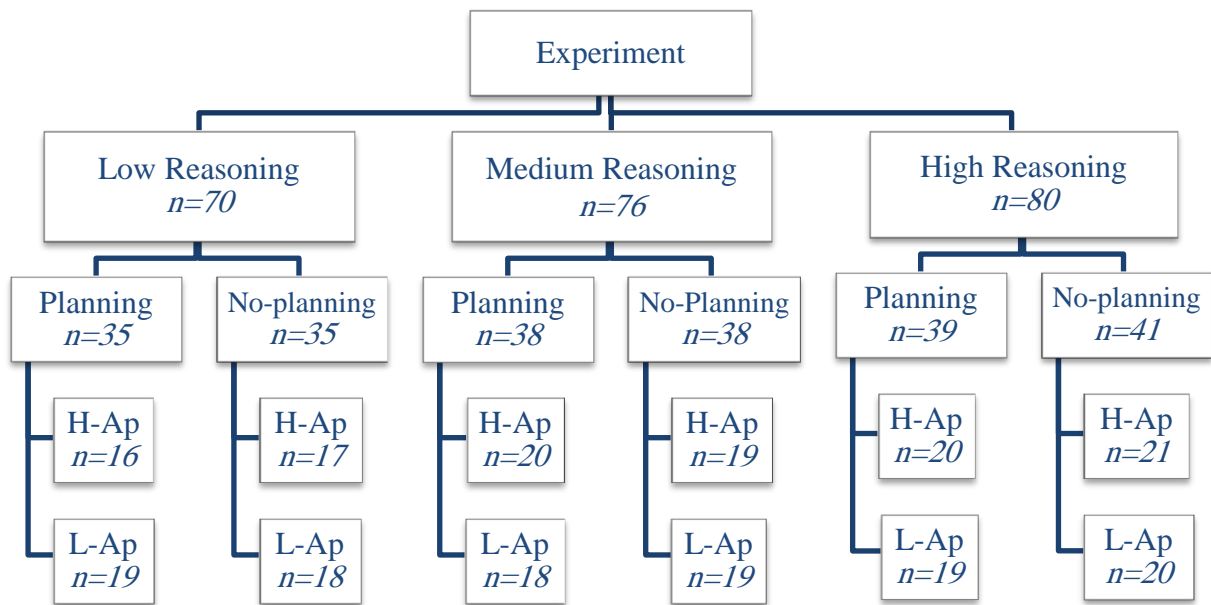 Experiment
Low Reasoning
n=70
Medium Reasoning
n=76
High Reasoning
n=80
Planning
n=35
No-planning
n=35
Planning
n=38
No-Planning
n=38
Planning
n=39
No-planning
n=41
H-Ap
n=16
H-Ap
n=17
H-Ap
n=20
H-Ap
n=19
H-Ap
n=20
H-Ap
n=21
L-Ap
n=19
L-Ap
n=18
L-Ap
n=18
L-Ap
n=19
L-Ap
n=19
L-Ap
n=20